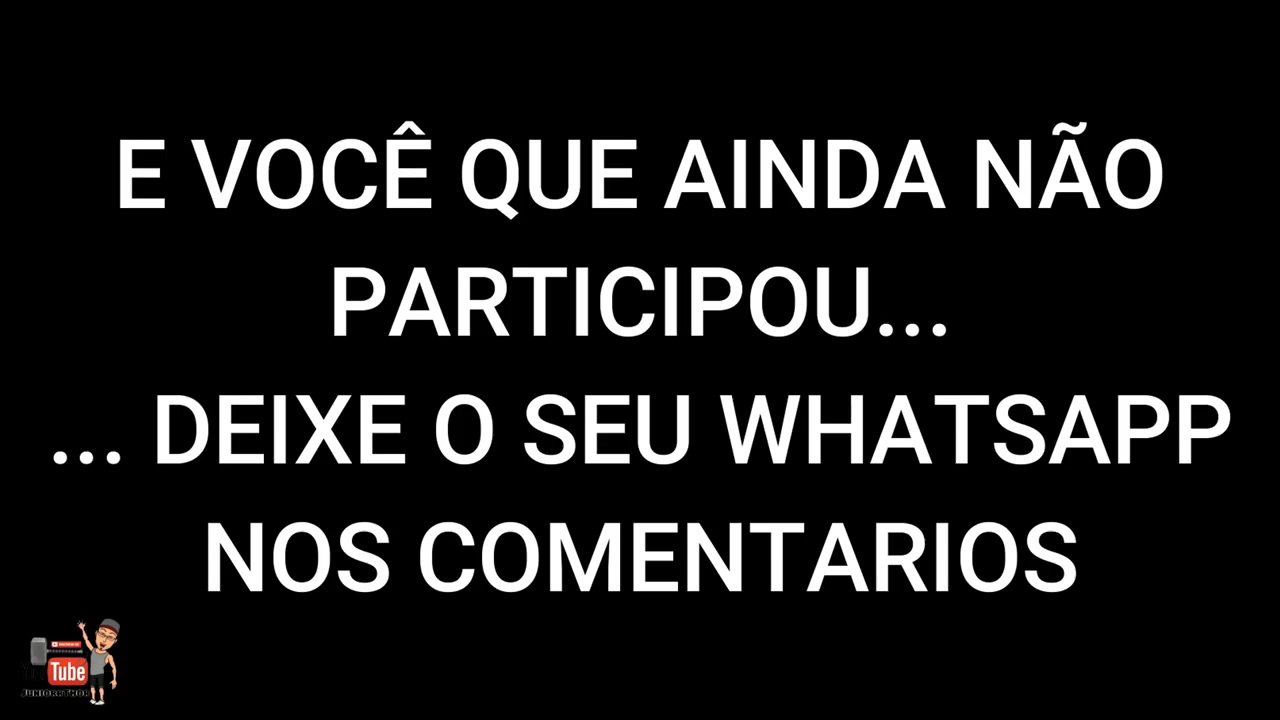 E VOCÊ QUE AINDA NÃO
PARTICIPOU...
... DEIXE O SEU WHATSAPP
NOS COMENTARIOS
Tube